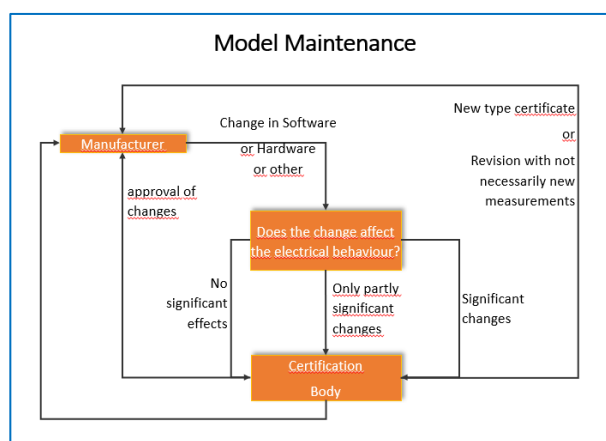 Model Maintenance
Manufacturer
Change in Software
or Hardware
or other
New type certificate
or
Revision with not
necessarily new
measurements
approval of
changes
Does the change affect
the electrical behaviour?
No
significant
effects
Only partly
significant
changes
Significant
changes
Certification
Body